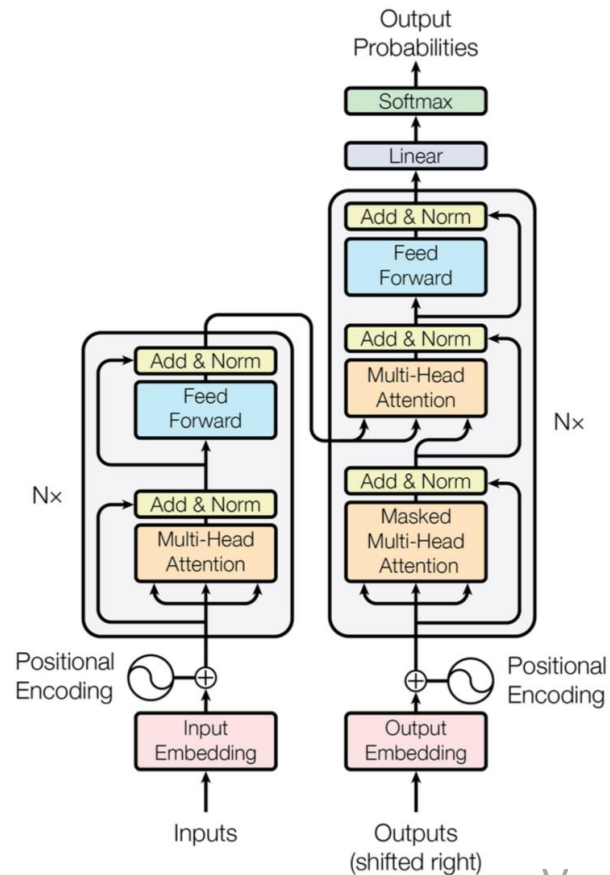 Output
Probabilities
Softmax
Linear
Add & Norm
Feed
Forward
Add & Norm
Multi-Head
Attention
Nx
Add & Norm
Masked
Multi-Head
Attention
Add & Norm
Feed
Forward
Nx
Add & Norm
Multi-Head
Attention
Positional
Encoding
Positional
Encoding
Input
Embedding
Output
Embedding
Inputs
Outputs
(shifted right)